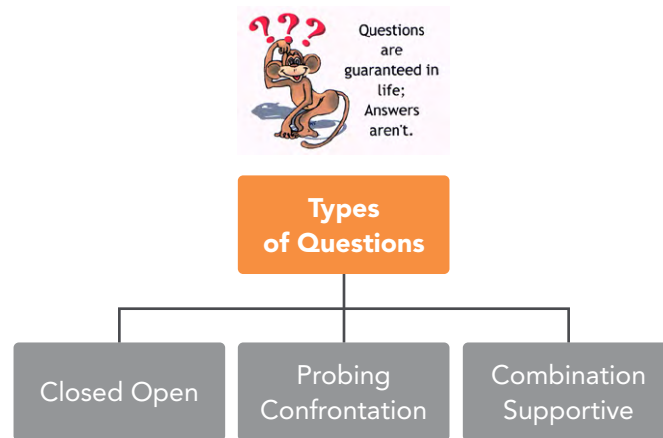 ???
Questions
are
guaranteed in
life;
Answers
aren't.
Types
of Questions
Closed Open
Probing
Confrontation
Combination
Supportive